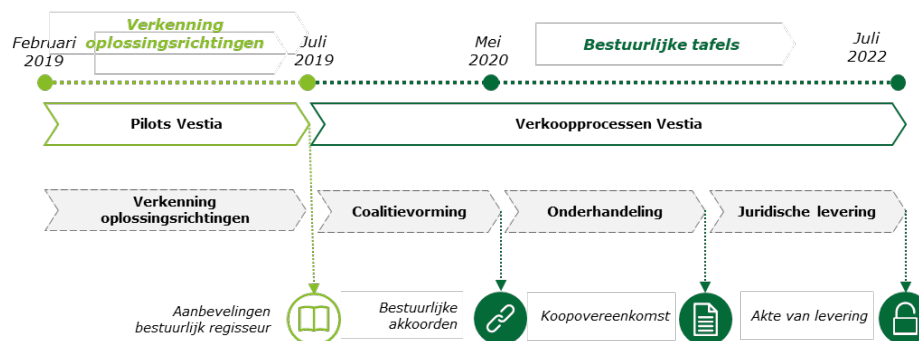 Verkenning
oplossingsrichtingen
Februari
2019
Juli
2019
Mei
2020
Bestuurlijke tafels
Juli
2022
Pilots Vestia
Verkoopprocessen Vestia
Verkenning
oplossingsrichtingen
Coalitievorming
Onderhandeling
Juridische levering
Aanbevelingen
bestuurlijk regisseur
Bestuurlijke
akkoorden
Koopovereenkomst
Akte van levering